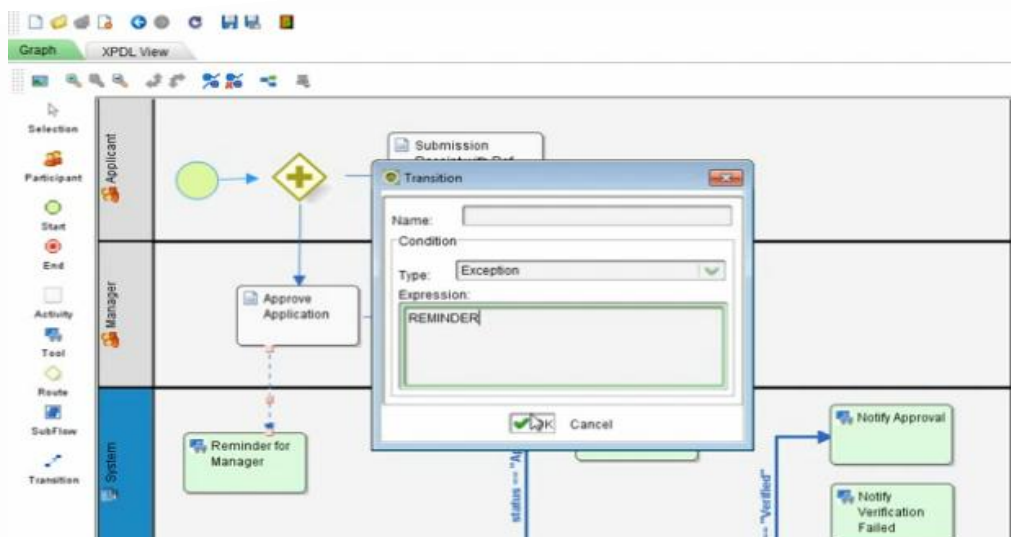 Graph
XPDL View
Selection
Participant
Start
End
Activity
Tool
Route
SubFlow
Transition
Applicant
Manager
System
Submission
Approve
Application
Reminder for
Manager
Transition
Name:
Condition
Type:
Exception
Expression:
REMINDER
OK
Cancel
status == "Ap
== "Verified"
Notify Approval
Notify
Verification
Failed